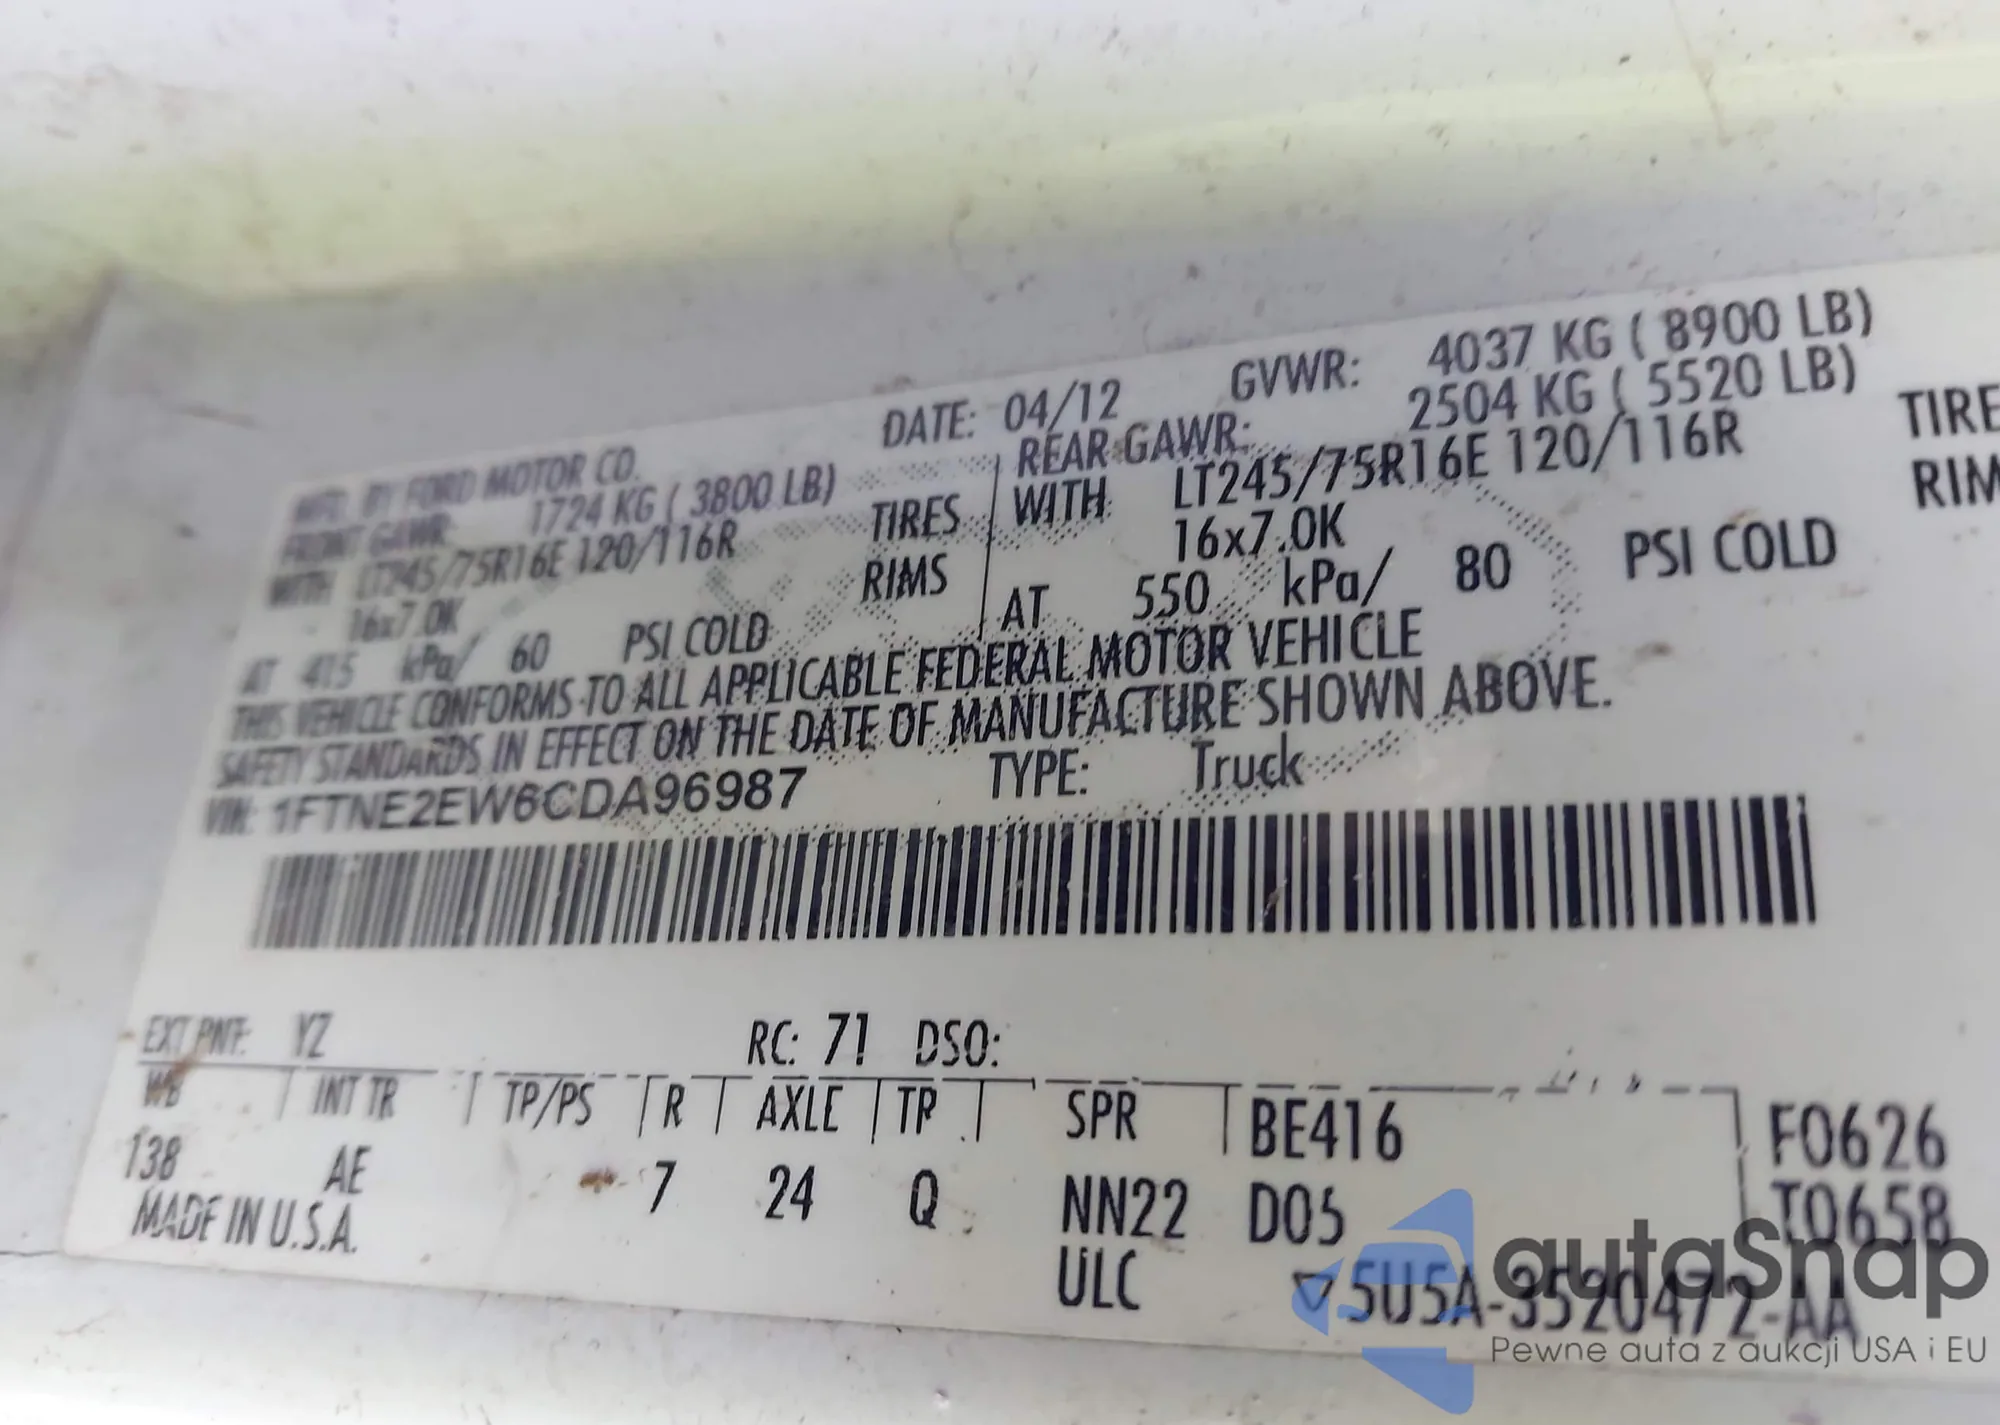 MFD. BY FORD MOTOR CO.
DATE: 04/12
GVWR: 4037 KG ( 8900 LB)
FRONT GAWR: 1724 KG ( 3800 LB)
REAR GAWR: 2504 KG ( 5520 LB)
WITH LT245/75R16E 120/116R TIRES
WITH LT245/75R16E 120/116R TIRE
16x7.0K RIMS
16x7.0K RIM
AT 415 kPa/ 60 PSI COLD
AT 550 kPa/ 80 PSI COLD
THIS VEHICLE CONFORMS TO ALL APPLICABLE FEDERAL MOTOR VEHICLE
SAFETY STANDARDS IN EFFECT ON THE DATE OF MANUFACTURE SHOWN ABOVE.
VIN: 1FTNE2EW6CDA96987
TYPE: Truck
EXT PNT: YZ RC: 71 DSO:
WB INT TR TP/PS R AXLE TR SPR BE416 F0626
138 AE 7 24 Q NN22 D05 T0658
MADE IN U.S.A. ULC
▽5U5A-3520472-AA
autaSnap
Pewne auta z aukcji USA i EU